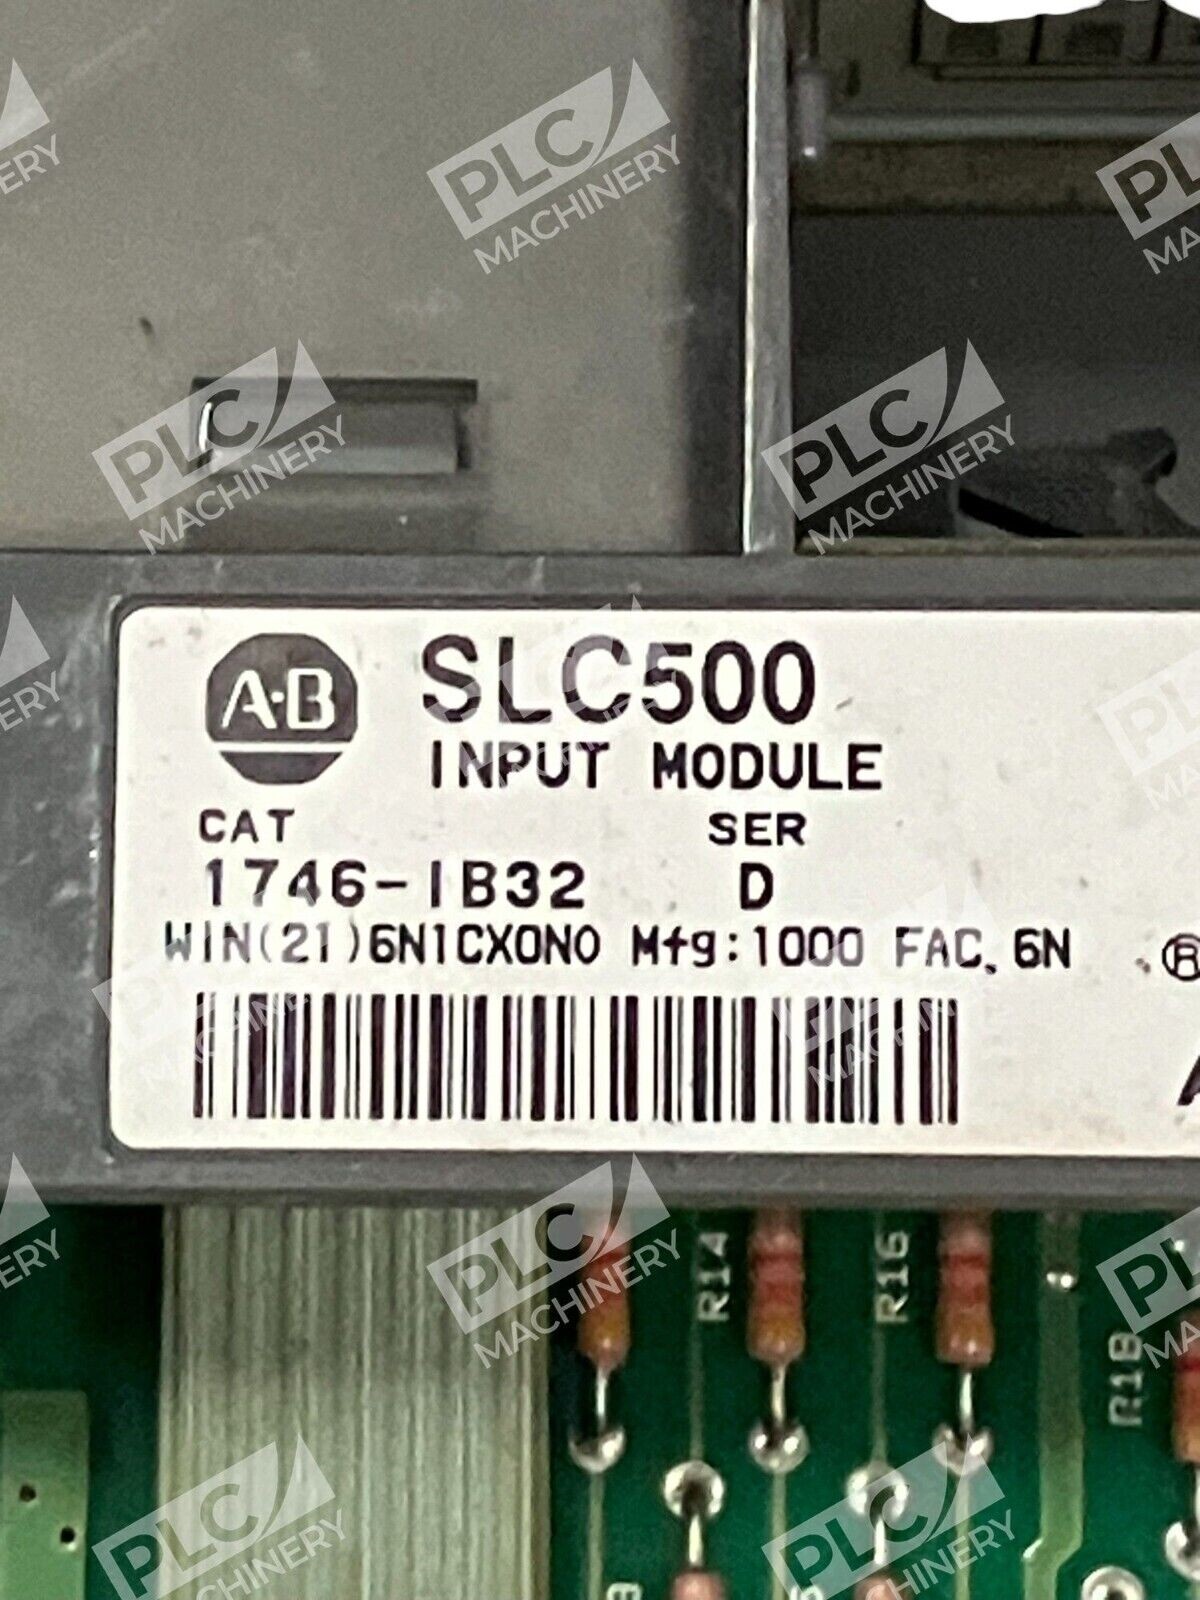 A·B SLC500
INPUT MODULE
CAT SER
1746-IB32 D
WIN(21)6N1CX0N0 Mfg:1000 FAC. 6N ®
R14
R16
R18
PLC
MACHINERY